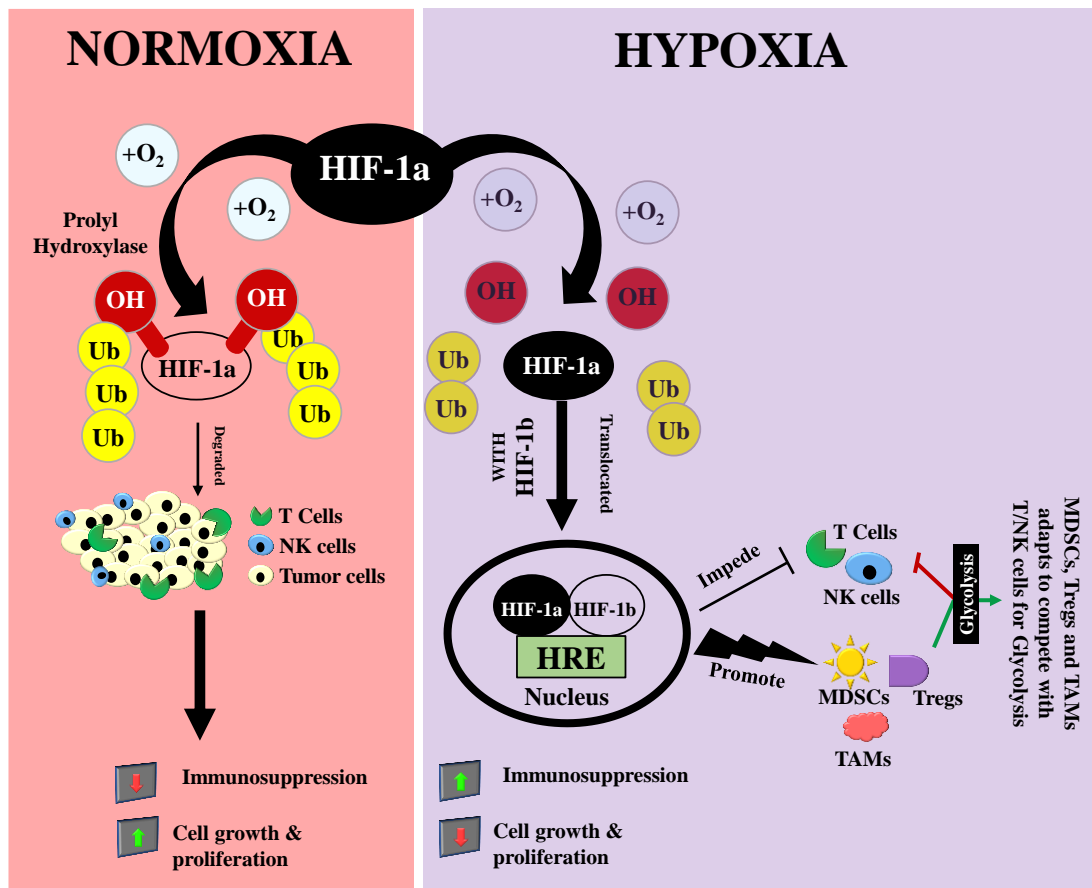 NORMOXIA
HYPOXIA
HIF-1a
+O2
+O2
Prolyl
Hydroxylase
OH
OH
HIF-1a
Ub
Ub
Ub
Ub
Ub
Ub
Degraded
T Cells
NK cells
Tumor cells
Immunosuppression
Cell growth &
proliferation
+O2
+O2
OH
OH
HIF-1a
Ub
Ub
Ub
Ub
WITH
HIF-1b
Translocated
HIF-1a
HIF-1b
HRE
Nucleus
Impede
Promote
T Cells
NK cells
MDSCs
Tregs
TAMs
Glycolysis
MDSCs, Tregs and TAMs
adapts to compete with
T/NK cells for Glycolysis
Immunosuppression
Cell growth &
proliferation